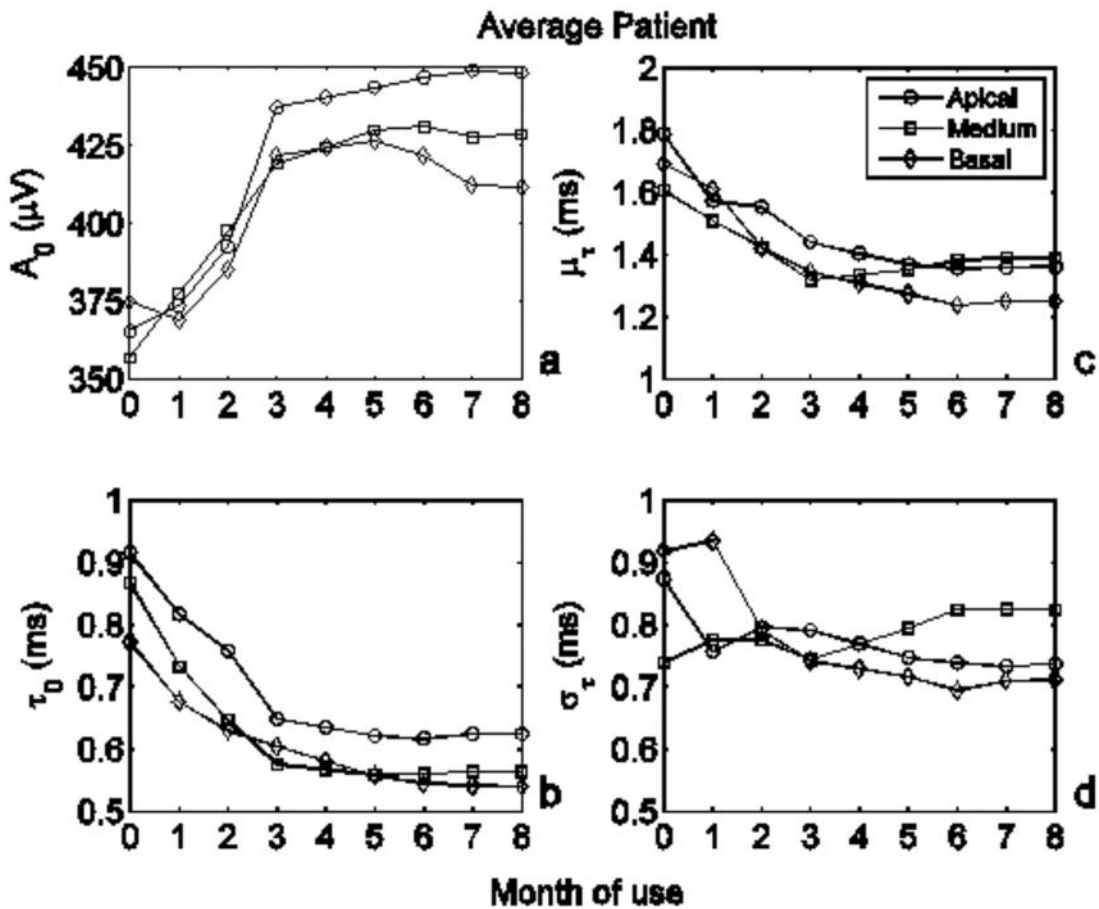 Average Patient
A0 (µV)
450
425
400
375
350
0 1 2 3 4 5 6 7 8
a
µτ (ms)
2
1.8
1.6
1.4
1.2
1
0 1 2 3 4 5 6 7 8
Apical
Medium
Basal
c
τ0 (ms)
1
0.9
0.8
0.7
0.6
0.5
0 1 2 3 4 5 6 7 8
b
στ (ms)
1
0.9
0.8
0.7
0.6
0.5
0 1 2 3 4 5 6 7 8
d
Month of use